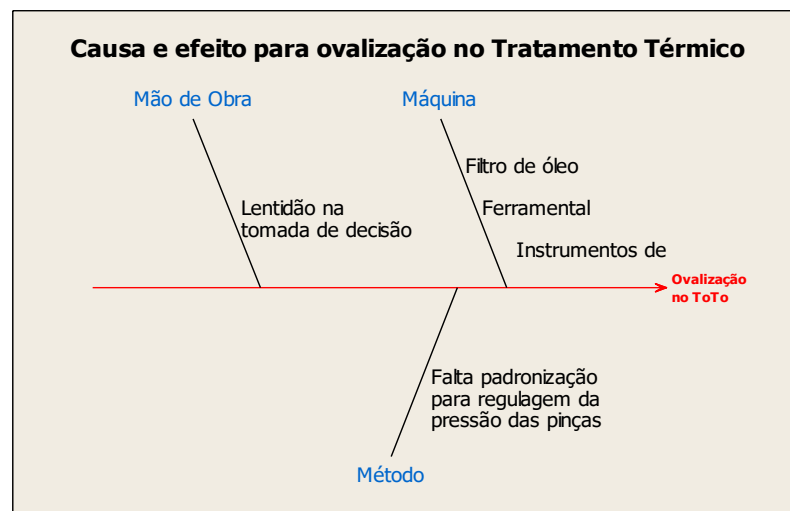 Causa e efeito para ovalização no Tratamento Térmico
Mão de Obra
Máquina
Filtro de óleo
Lentidão na
tomada de decisão
Ferramental
Instrumentos de
Ovalização
no ToTo
Falta padronização
para regulagem da
pressão das pinças
Método